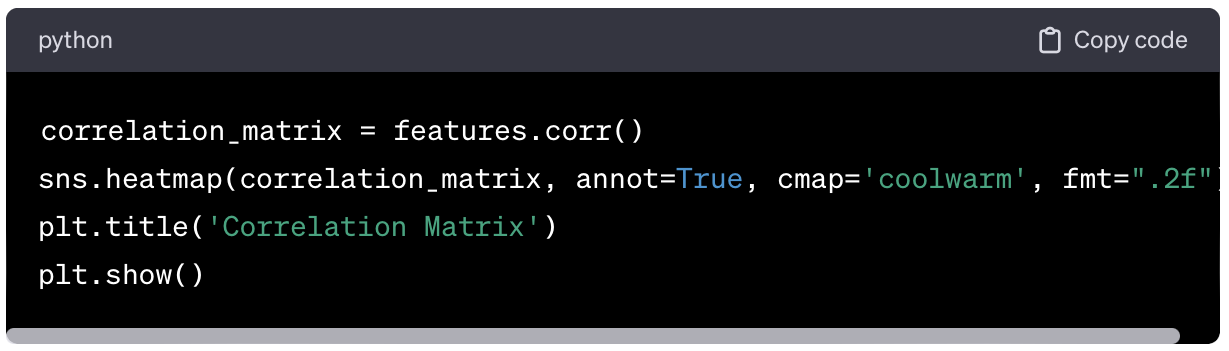 python
Copy code
correlation_matrix = features.corr()
sns.heatmap(correlation_matrix, annot=True, cmap='coolwarm', fmt=".2f")
plt.title('Correlation Matrix')
plt.show()